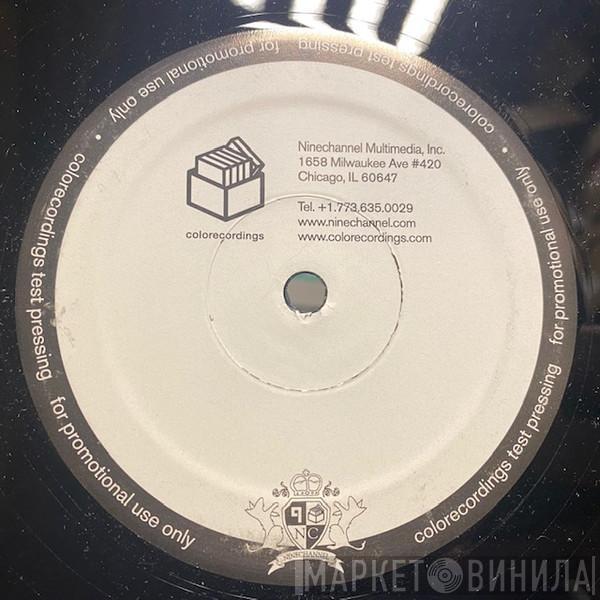 colorecordings
Ninechannel Multimedia, Inc.
1658 Milwaukee Ave #420
Chicago, IL 60647
Tel. +1.773.635.0029
www.ninechannel.com
www.colorecordings.com
colorecordings test pressing
for promotional use only
colorecordings test pressing
for promotional use only •
colorecordings test pressing
for promotional use only •
9
NC
NINECHANNEL
МАРКЕТ ВИНИЛА